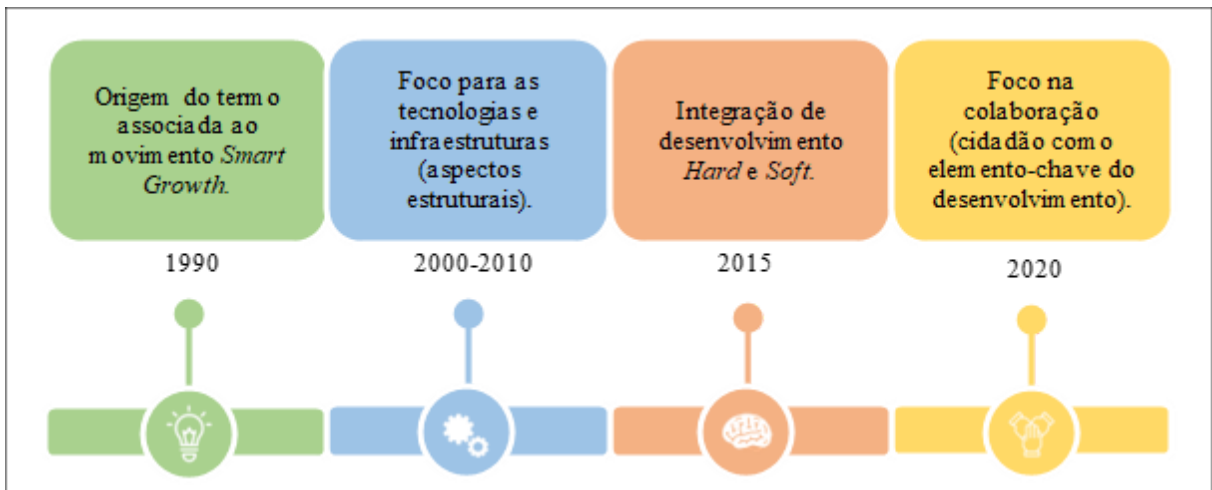 Origem do termo
associada ao
movimento Smart
Growth.
1990
Foco para as
tecnologias e
infraestruturas
(aspectos
estruturais).
2000-2010
Integração de
desenvolvimento
Hard e Soft.
2015
Foco na
colaboração
(cidadão como
elemento-chave do
desenvolvimento).
2020